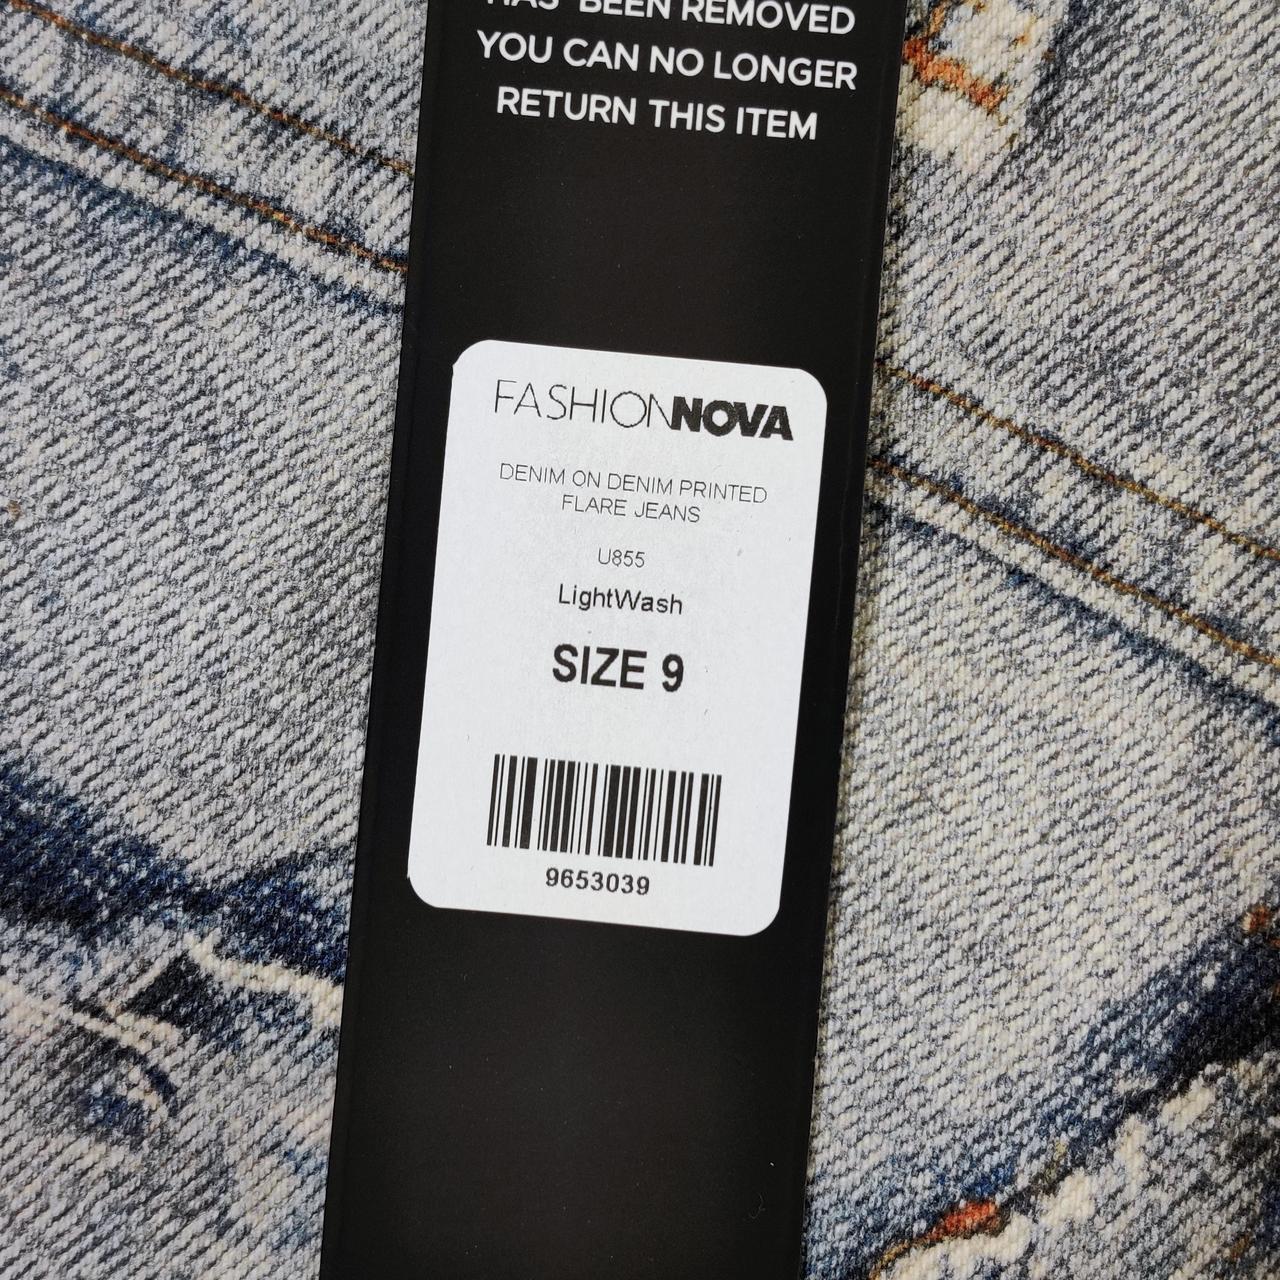 HAS BEEN REMOVED
YOU CAN NO LONGER
RETURN THIS ITEM
FASHIONNOVA
DENIM ON DENIM PRINTED
FLARE JEANS
U855
LightWash
SIZE 9
9653039